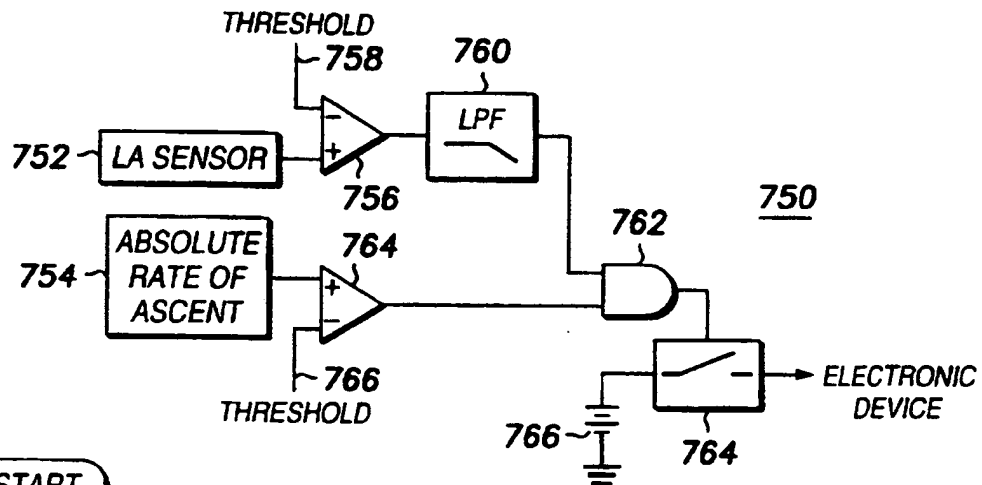 THRESHOLD
758
760
LPF
752
LA SENSOR
756
750
762
764
754
ABSOLUTE
RATE OF
ASCENT
766
THRESHOLD
ELECTRONIC
DEVICE
766
764
START